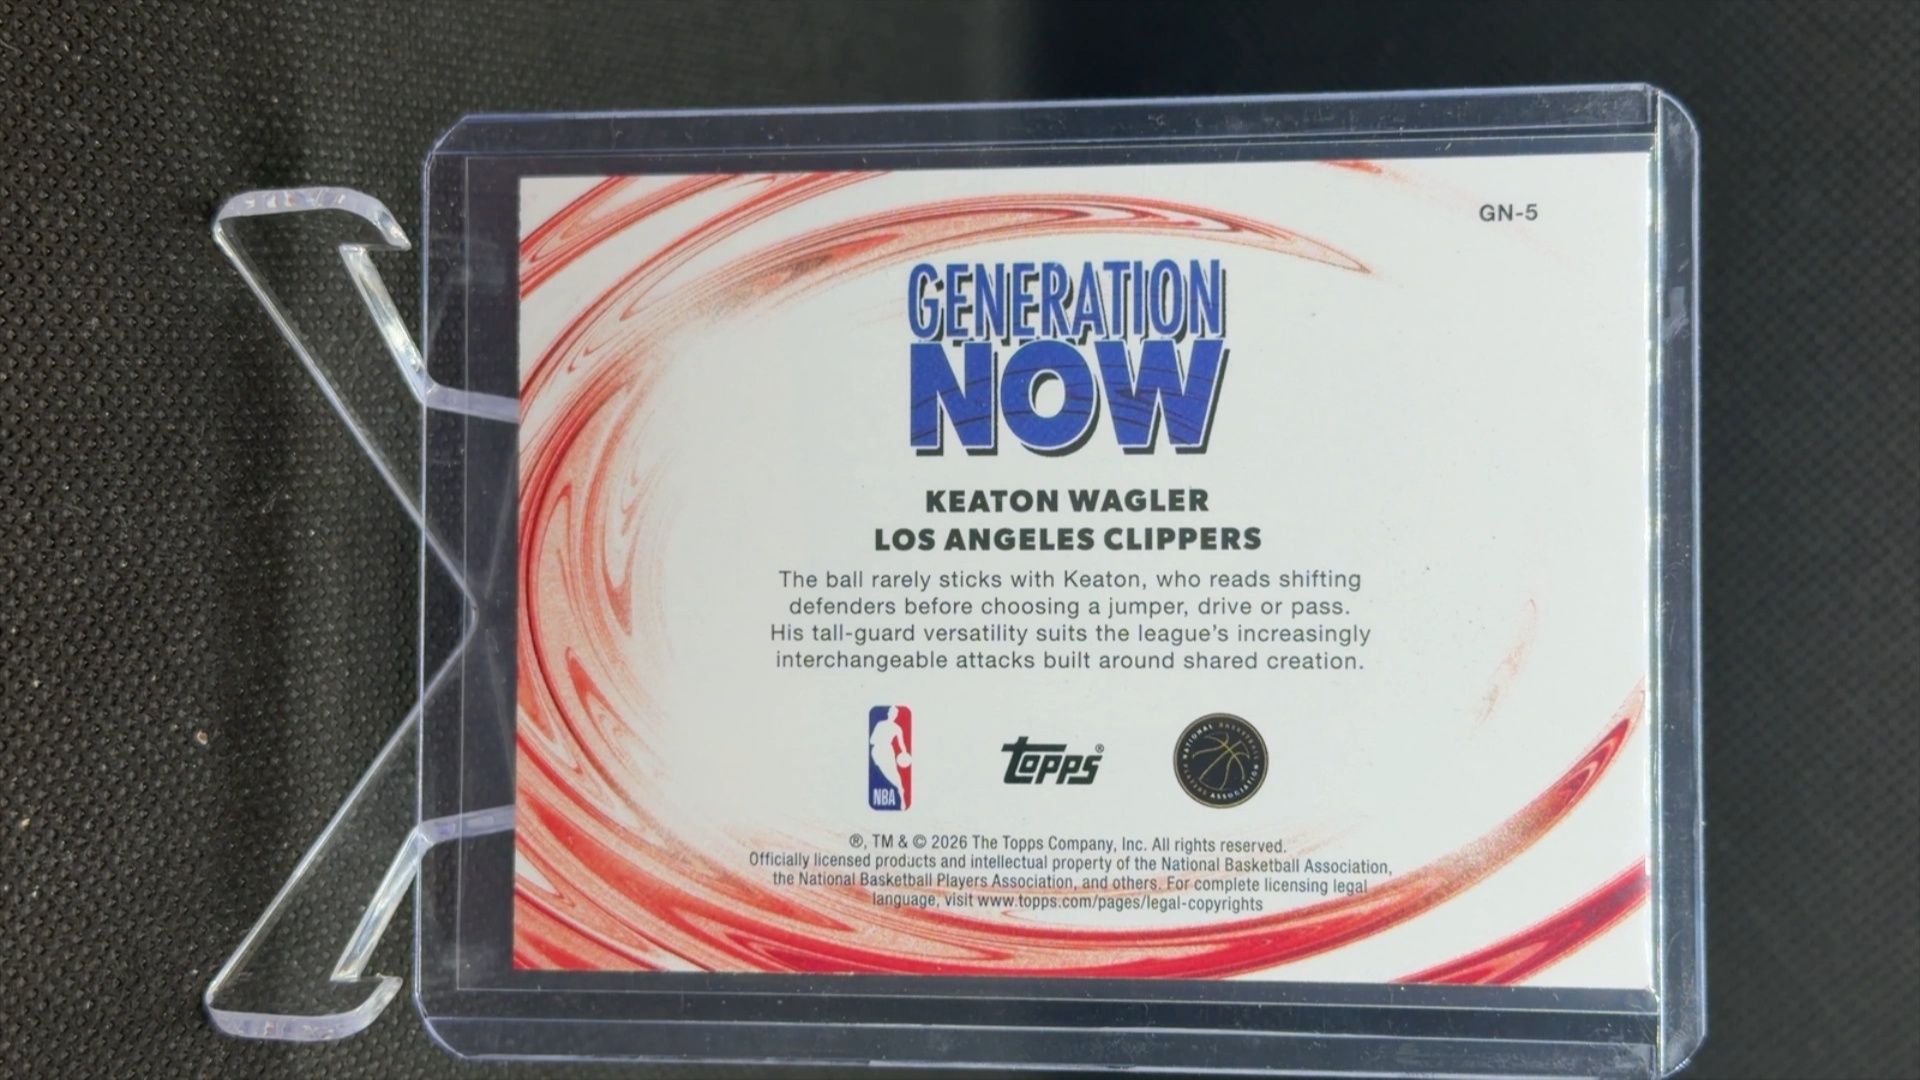 GN-5
GENERATION
NOW
KEATON WAGLER
LOS ANGELES CLIPPERS
The ball rarely sticks with Keaton, who reads shifting
defenders before choosing a jumper, drive or pass.
His tall-guard versatility suits the league's increasingly
interchangeable attacks built around shared creation.
NBA
topps®
NATIONAL BASKETBALL PLAYERS ASSOCIATION
®, TM & © 2026 The Topps Company, Inc. All rights reserved.
Officially licensed products and intellectual property of the National Basketball Association,
the National Basketball Players Association, and others. For complete licensing legal
language, visit www.topps.com/pages/legal-copyrights